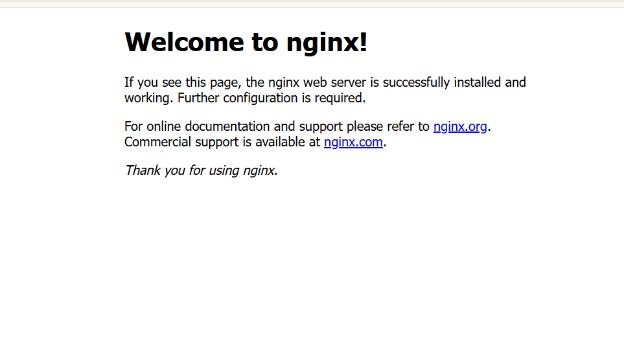 Welcome to nginx!
If you see this page, the nginx web server is successfully installed and
working. Further configuration is required.
For online documentation and support please refer to nginx.org.
Commercial support is available at nginx.com.
Thank you for using nginx.